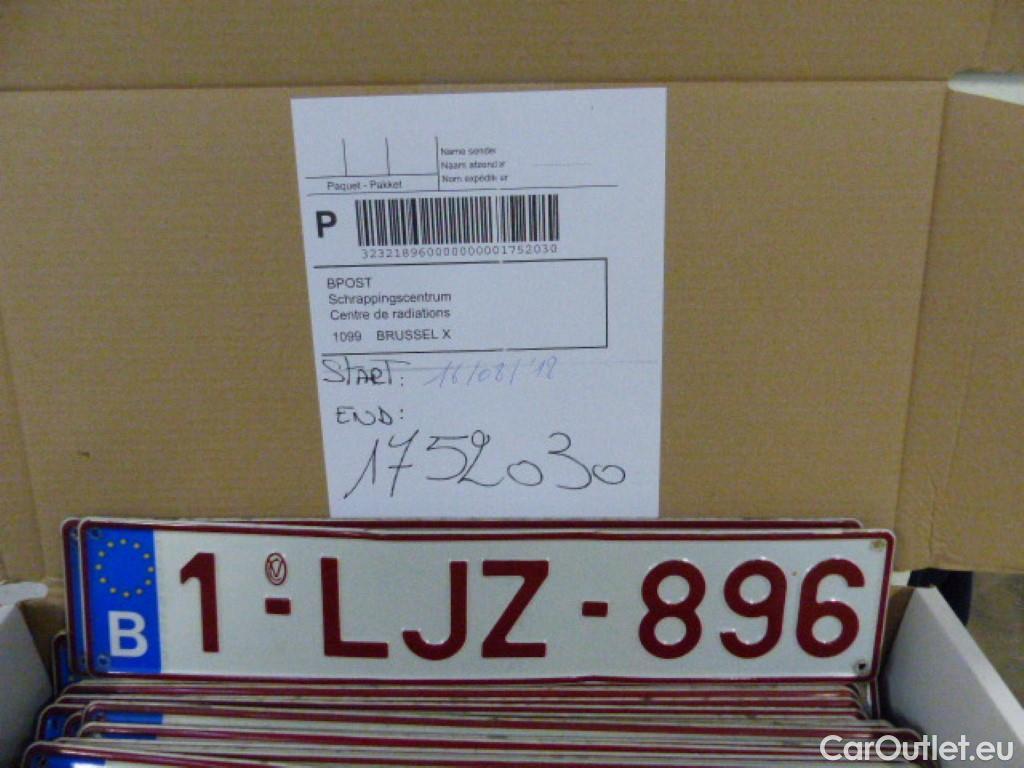 Name sender
Naam afzender
Nom expéditeur
Paquet - Pakket
P
323218960000000001752030
BPOST
Schrappingscentrum
Centre de radiations
1099 BRUSSEL X
START: 16/08/'18
END:
1752030
B 1-LJZ-896
CarOutlet.eu